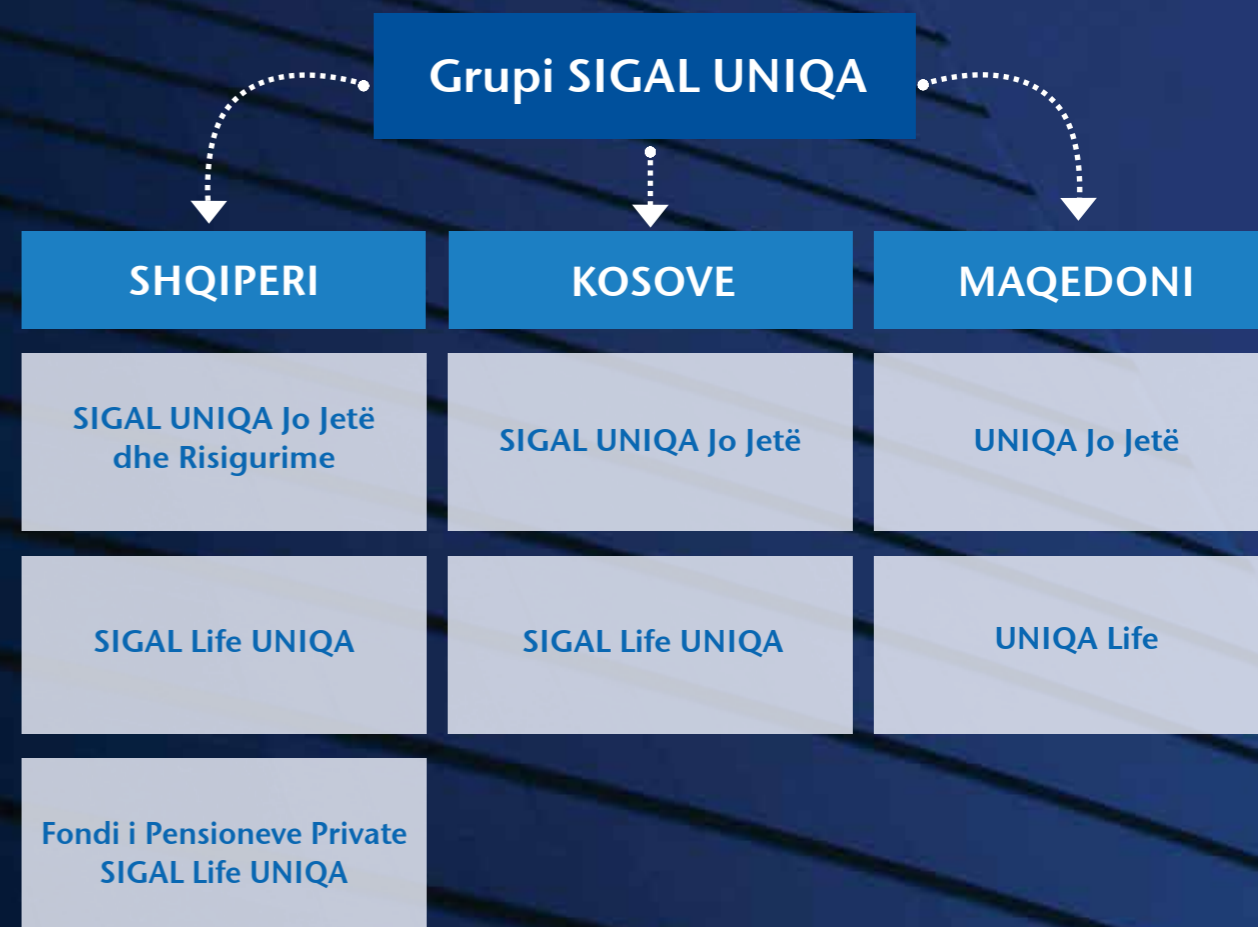 Grupi SIGAL UNIQA
SHQIPERI
KOSOVE
MAQEDONI
SIGAL UNIQA Jo Jetë
dhe Risigurime
SIGAL UNIQA Jo Jetë
UNIQA Jo Jetë
SIGAL Life UNIQA
SIGAL Life UNIQA
UNIQA Life
Fondi i Pensioneve Private
SIGAL Life UNIQA